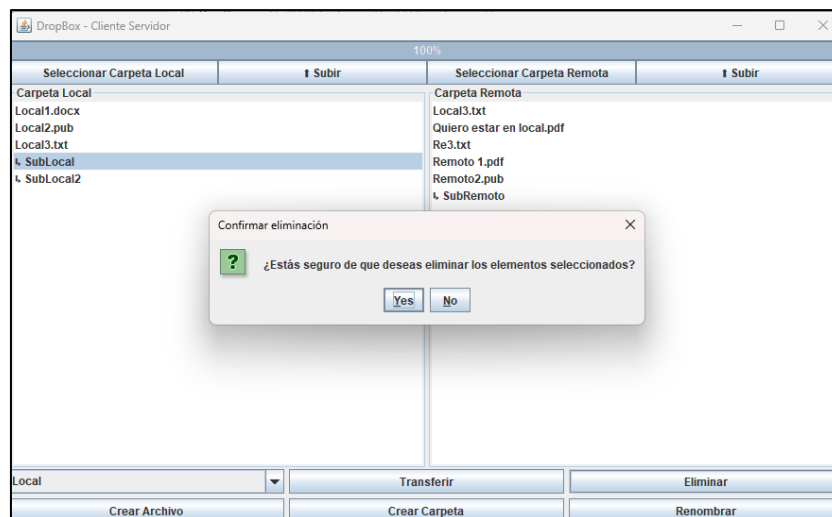 DropBox - Cliente Servidor
100%
Seleccionar Carpeta Local
⬆ Subir
Seleccionar Carpeta Remota
⬆ Subir
Carpeta Local
Local1.docx
Local2.pub
Local3.txt
↳ SubLocal
↳ SubLocal2
Carpeta Remota
Local3.txt
Quiero estar en local.pdf
Re3.txt
Remoto 1.pdf
Remoto2.pub
↳ SubRemoto
Confirmar eliminación
?
¿Estás seguro de que deseas eliminar los elementos seleccionados?
Yes
No
Local
Transferir
Eliminar
Crear Archivo
Crear Carpeta
Renombrar